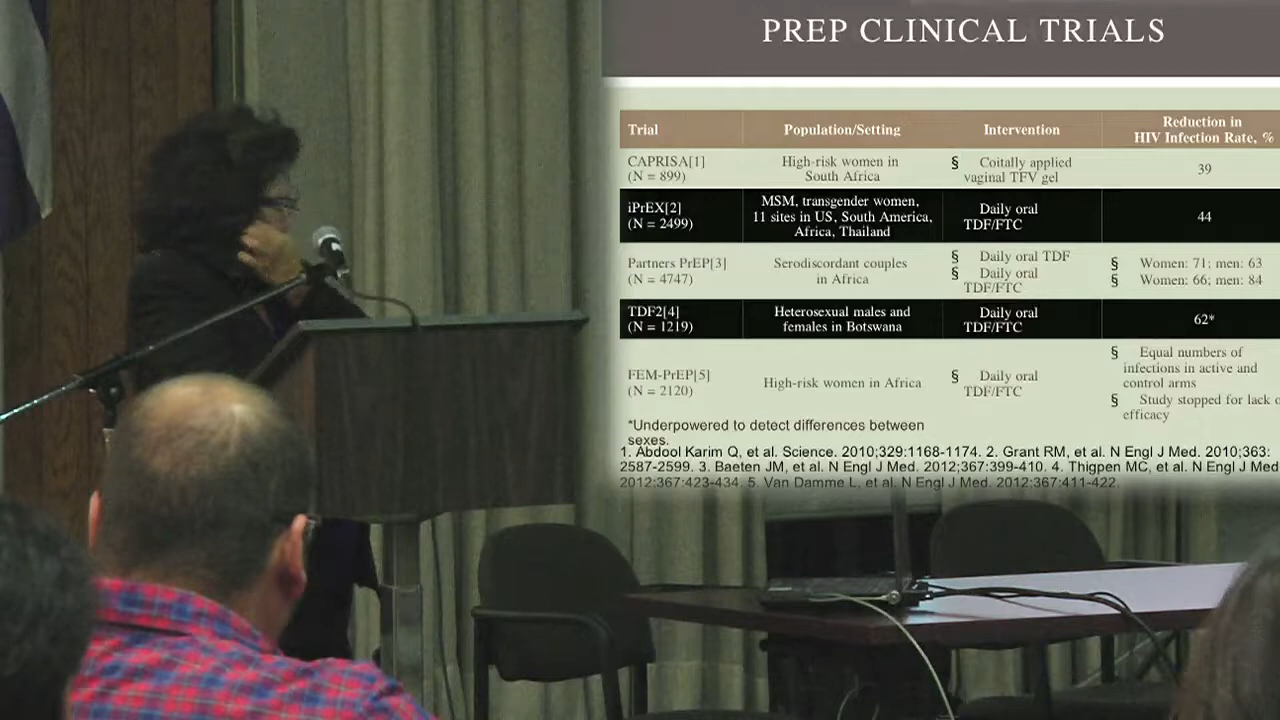 PREP CLINICAL TRIALS
Trial Population/Setting Intervention Reduction in HIV Infection Rate, %
CAPRISA[1]
(N = 899)
High-risk women in
South Africa
§ Coitally applied
vaginal TFV gel
39
iPrEX[2]
(N = 2499)
MSM, transgender women,
11 sites in US, South America,
Africa, Thailand
Daily oral
TDF/FTC
44
Partners PrEP[3]
(N = 4747)
Serodiscordant couples
in Africa
§ Daily oral TDF
§ Daily oral
TDF/FTC
§ Women: 71; men: 63
§ Women: 66; men: 84
TDF2[4]
(N = 1219)
Heterosexual males and
females in Botswana
Daily oral
TDF/FTC
62*
FEM-PrEP[5]
(N = 2120)
High-risk women in Africa
§ Daily oral
TDF/FTC
§ Equal numbers of
infections in active and
control arms
§ Study stopped for lack
efficacy
*Underpowered to detect differences between
sexes.
1. Abdool Karim Q, et al. Science. 2010;329:1168-1174. 2. Grant RM, et al. N Engl J Med. 2010;363:
2587-2599. 3. Baeten JM, et al. N Engl J Med. 2012;367:399-410. 4. Thigpen MC, et al. N Engl J Med
2012:367:423-434. 5. Van Damme L, et al. N Engl J Med. 2012:367:411-422.